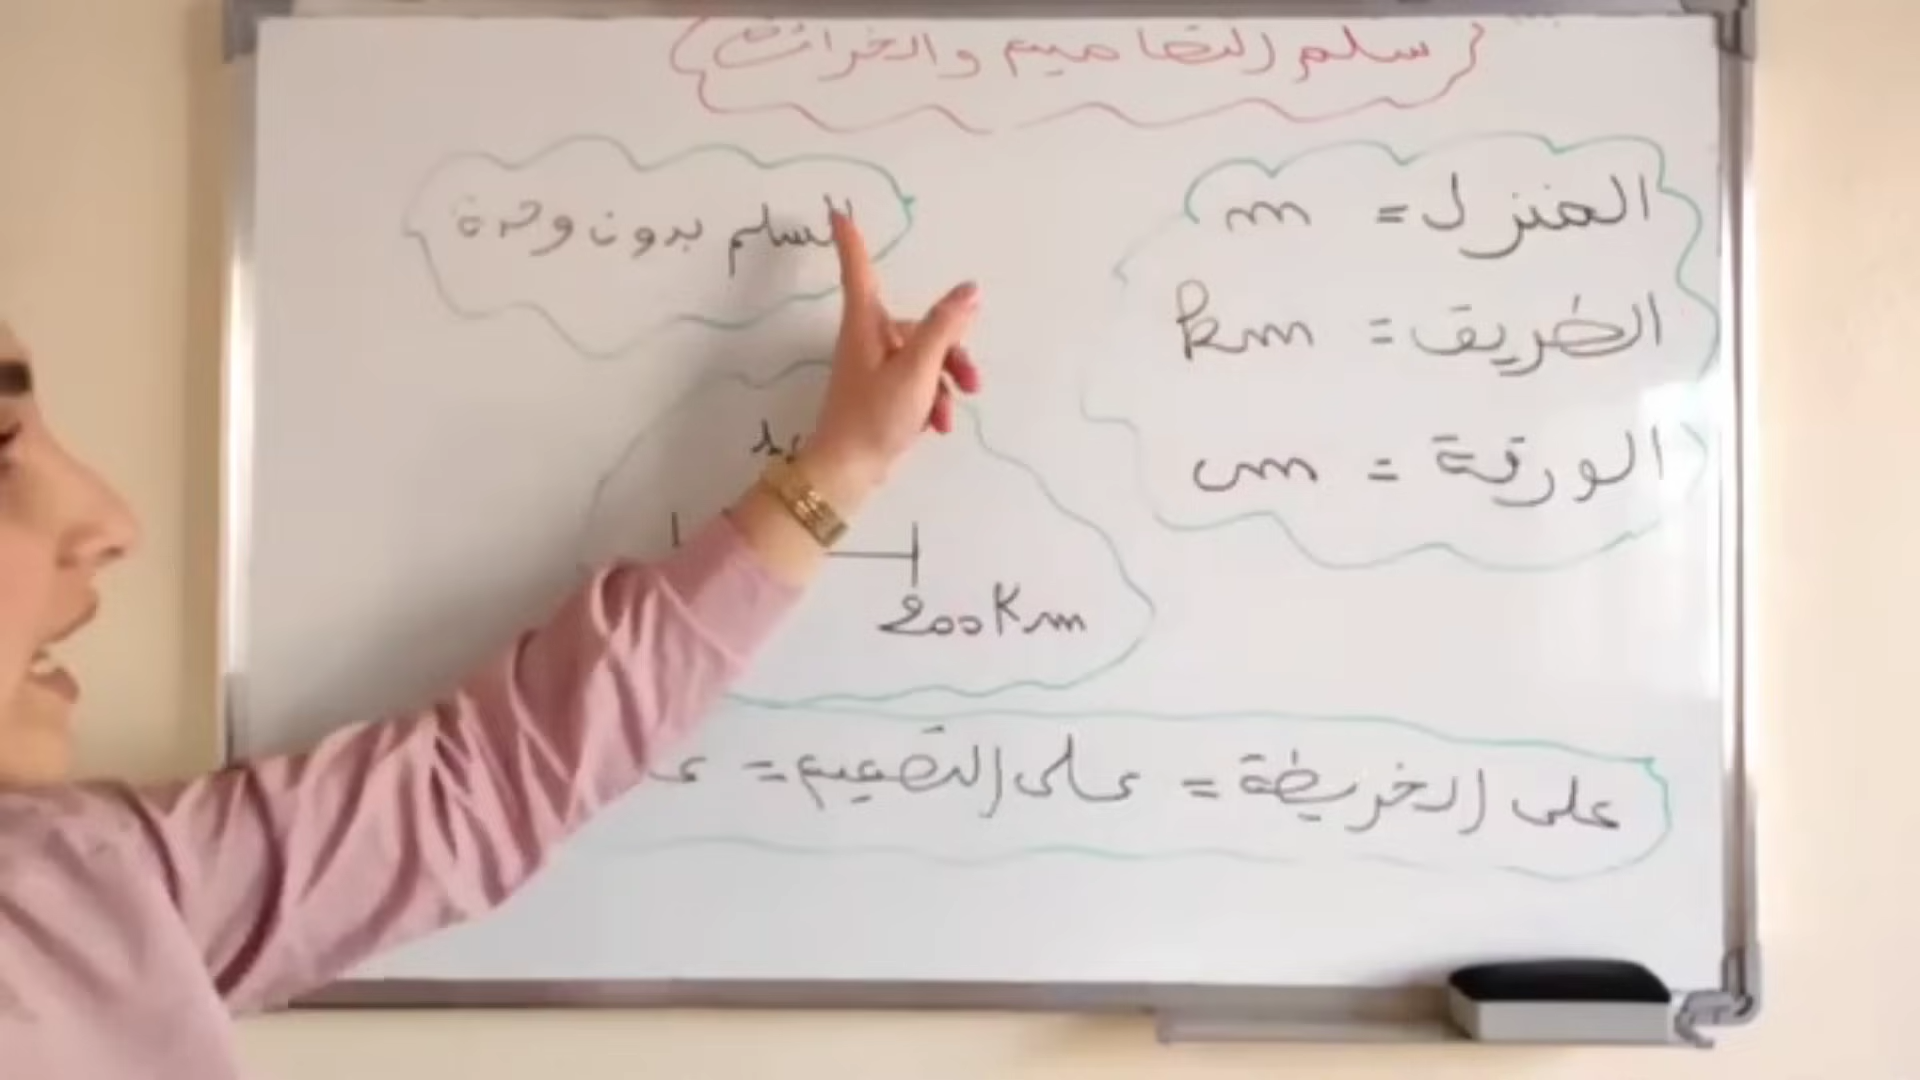 سلم التصاميم والخرائط
المنزل = m
الطريق = km
الورقة = cm
السلم بدون وحدة
200Km
على الخريطة = على التصميم =